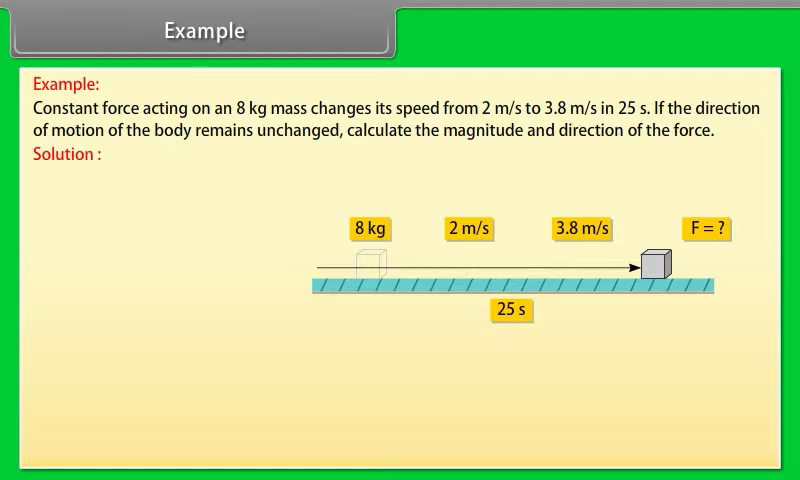 Example
Example:
Constant force acting on an 8 kg mass changes its speed from 2 m/s to 3.8 m/s in 25 s. If the direction
of motion of the body remains unchanged, calculate the magnitude and direction of the force.
Solution :
8 kg 2 m/s 3.8 m/s F = ?
25 s